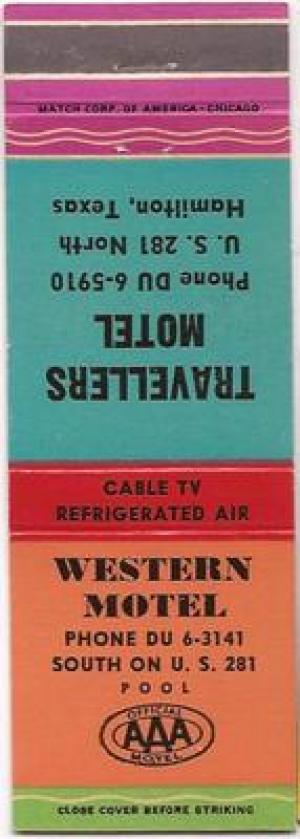 MATCH CORP. OF AMERICA - CHICAGO
TRAVELLERS
MOTEL
Phone DU 6-5910
U. S. 281 North
Hamilton, Texas
CABLE TV
REFRIGERATED AIR
WESTERN
MOTEL
PHONE DU 6-3141
SOUTH ON U. S. 281
POOL
OFFICIAL
AAA
MOTEL
CLOSE COVER BEFORE STRIKING